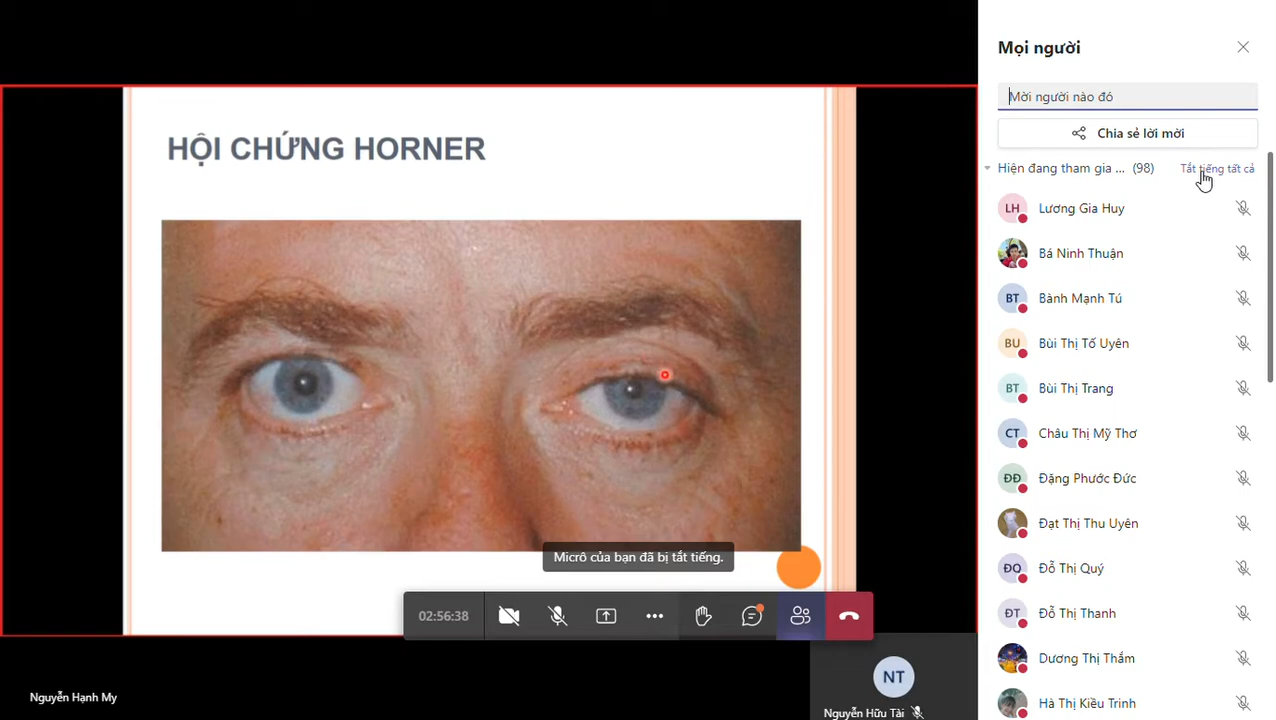 HỘI CHỨNG HORNER
Micrô của bạn đã bị tắt tiếng.
02:56:38
Nguyễn Hạnh My
NT
Nguyễn Hữu Tài
Mọi người
Mời người nào đó
Chia sẻ lời mời
Hiện đang tham gia ... (98) Tắt tiếng tất cả
LH Lương Gia Huy
Bá Ninh Thuận
BT Bành Mạnh Tú
BU Bùi Thị Tố Uyên
BT Bùi Thị Trang
CT Châu Thị Mỹ Thơ
ĐĐ Đặng Phước Đức
Đạt Thị Thu Uyên
ĐQ Đỗ Thị Quý
ĐT Đỗ Thị Thanh
Dương Thị Thắm
Hà Thị Kiều Trinh